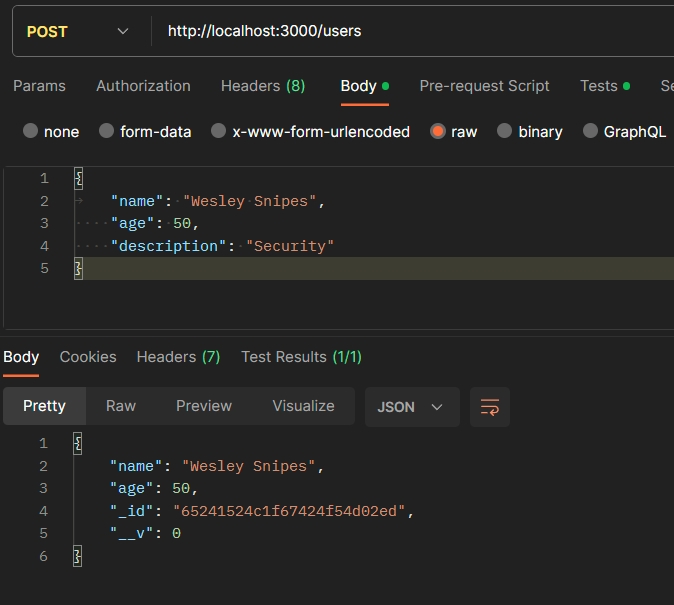 POST http://localhost:3000/users
Params Authorization Headers (8) Body Pre-request Script Tests Se
none form-data x-www-form-urlencoded raw binary GraphQL
1 {
2 "name": "Wesley Snipes",
3 "age": 50,
4 "description": "Security"
5 }
Body Cookies Headers (7) Test Results (1/1)
Pretty Raw Preview Visualize JSON
1 {
2 "name": "Wesley Snipes",
3 "age": 50,
4 "_id": "65241524c1f67424f54d02ed",
5 "__v": 0
6 }